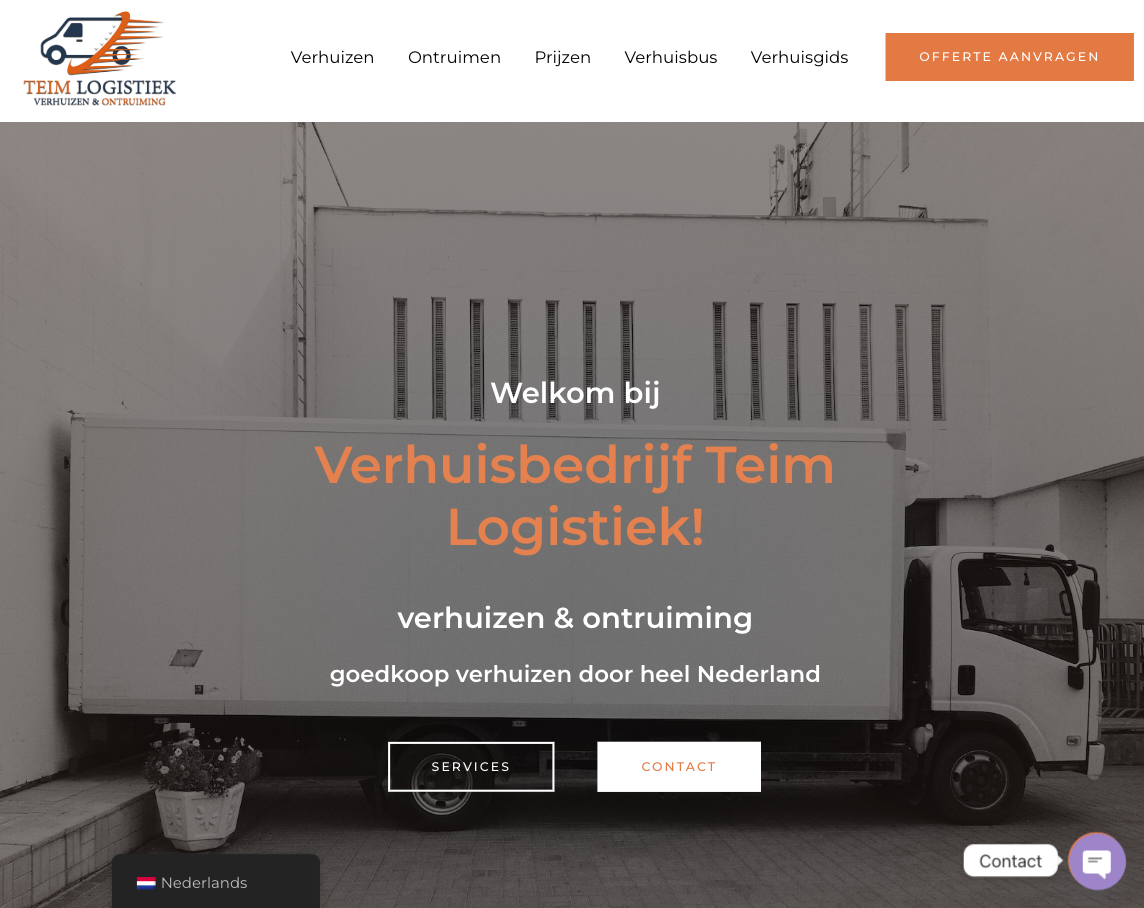 TEIM LOGISTIEK
VERHUIZEN & ONTRUIMING
Verhuizen
Ontruimen
Prijzen
Verhuisbus
Verhuisgids
OFFERTE AANVRAGEN
Welkom bij
Verhuisbedrijf Teim
Logistiek!
verhuizen & ontruiming
goedkoop verhuizen door heel Nederland
SERVICES
CONTACT
Nederlands
Contact